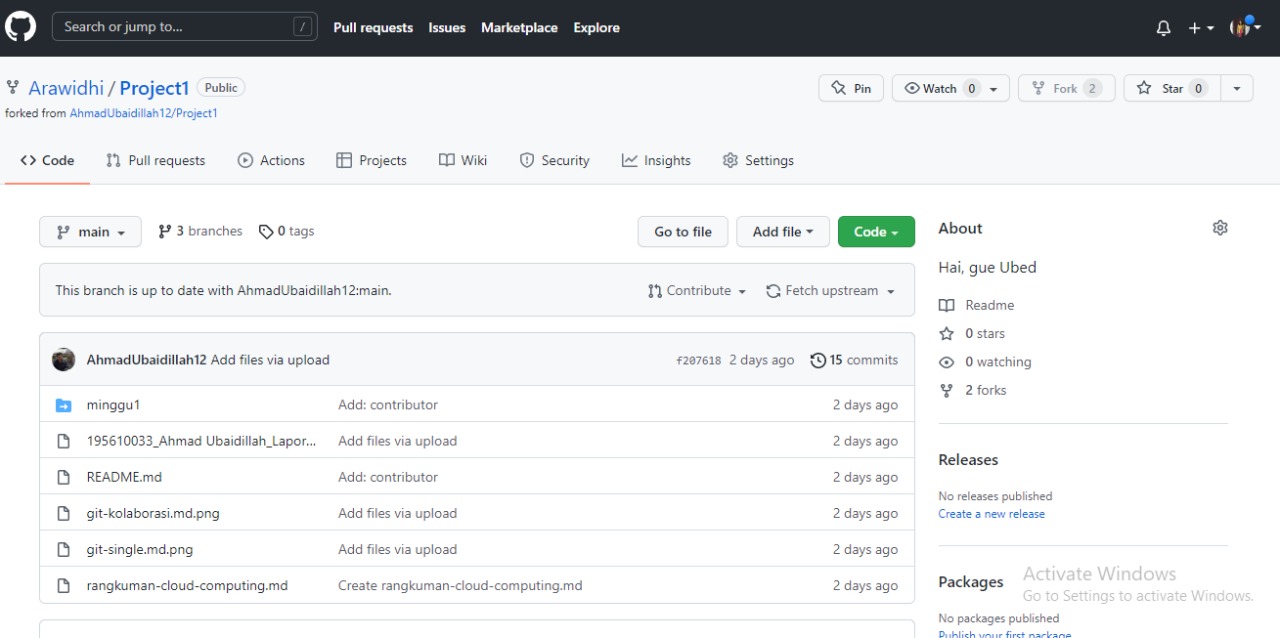 Search or jump to... /
Pull requests Issues Marketplace Explore
Arawidhi / Project1 Public
Pin Watch 0 Fork 2 Star 0
forked from AhmadUbaidillah12/Project1
Code Pull requests Actions Projects Wiki Security Insights Settings
main 3 branches 0 tags Go to file Add file Code
This branch is up to date with AhmadUbaidillah12:main. Contribute Fetch upstream
AhmadUbaidillah12 Add files via upload f207618 2 days ago 15 commits
minggu1 Add: contributor 2 days ago
195610033_Ahmad Ubaidillah_Lapor... Add files via upload 2 days ago
README.md Add: contributor 2 days ago
git-kolaborasi.md.png Add files via upload 2 days ago
git-single.md.png Add files via upload 2 days ago
rangkuman-cloud-computing.md Create rangkuman-cloud-computing.md 2 days ago
About
Hai, gue Ubed
Readme
0 stars
0 watching
2 forks
Releases
No releases published
Create a new release
Packages
No packages published
Publish your first package
Activate Windows
Go to Settings to activate Windows.